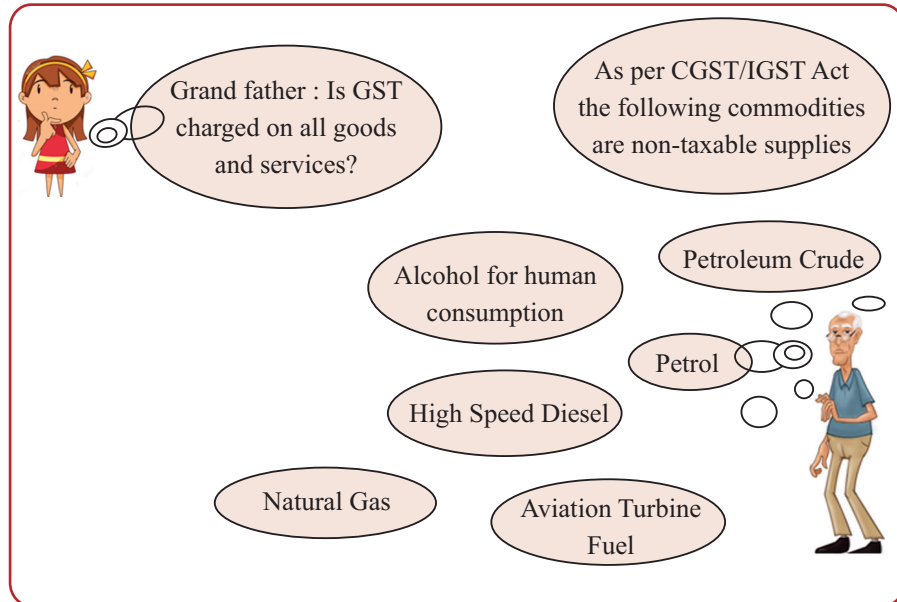 Grand father : Is GST
charged on all goods
and services?
As per CGST/IGST Act
the following commodities
are non-taxable supplies
Petroleum Crude
Alcohol for human
consumption
Petrol
High Speed Diesel
Natural Gas
Aviation Turbine
Fuel